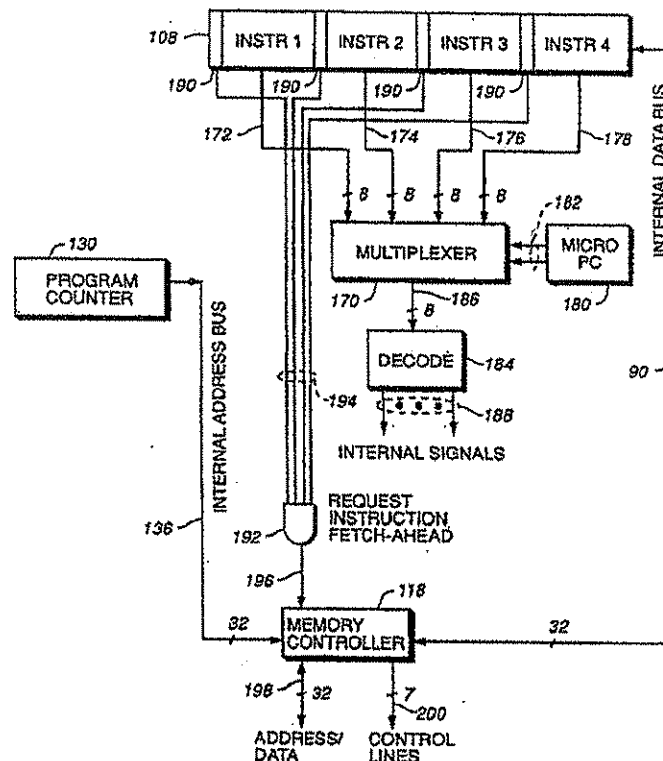 108
INSTR 1
INSTR 2
INSTR 3
INSTR 4
190
190
190
190
172
174
176
178
INTERNAL DATA BUS
8
8
8
8
182
130
PROGRAM
COUNTER
MULTIPLEXER
MICRO
PC
170
186
180
8
INTERNAL ADDRESS BUS
DECODE
184
90
194
188
INTERNAL SIGNALS
136
192
REQUEST
INSTRUCTION
FETCH-AHEAD
196
118
32
MEMORY
CONTROLLER
32
198
32
7
200
ADDRESS/
DATA
CONTROL
LINES